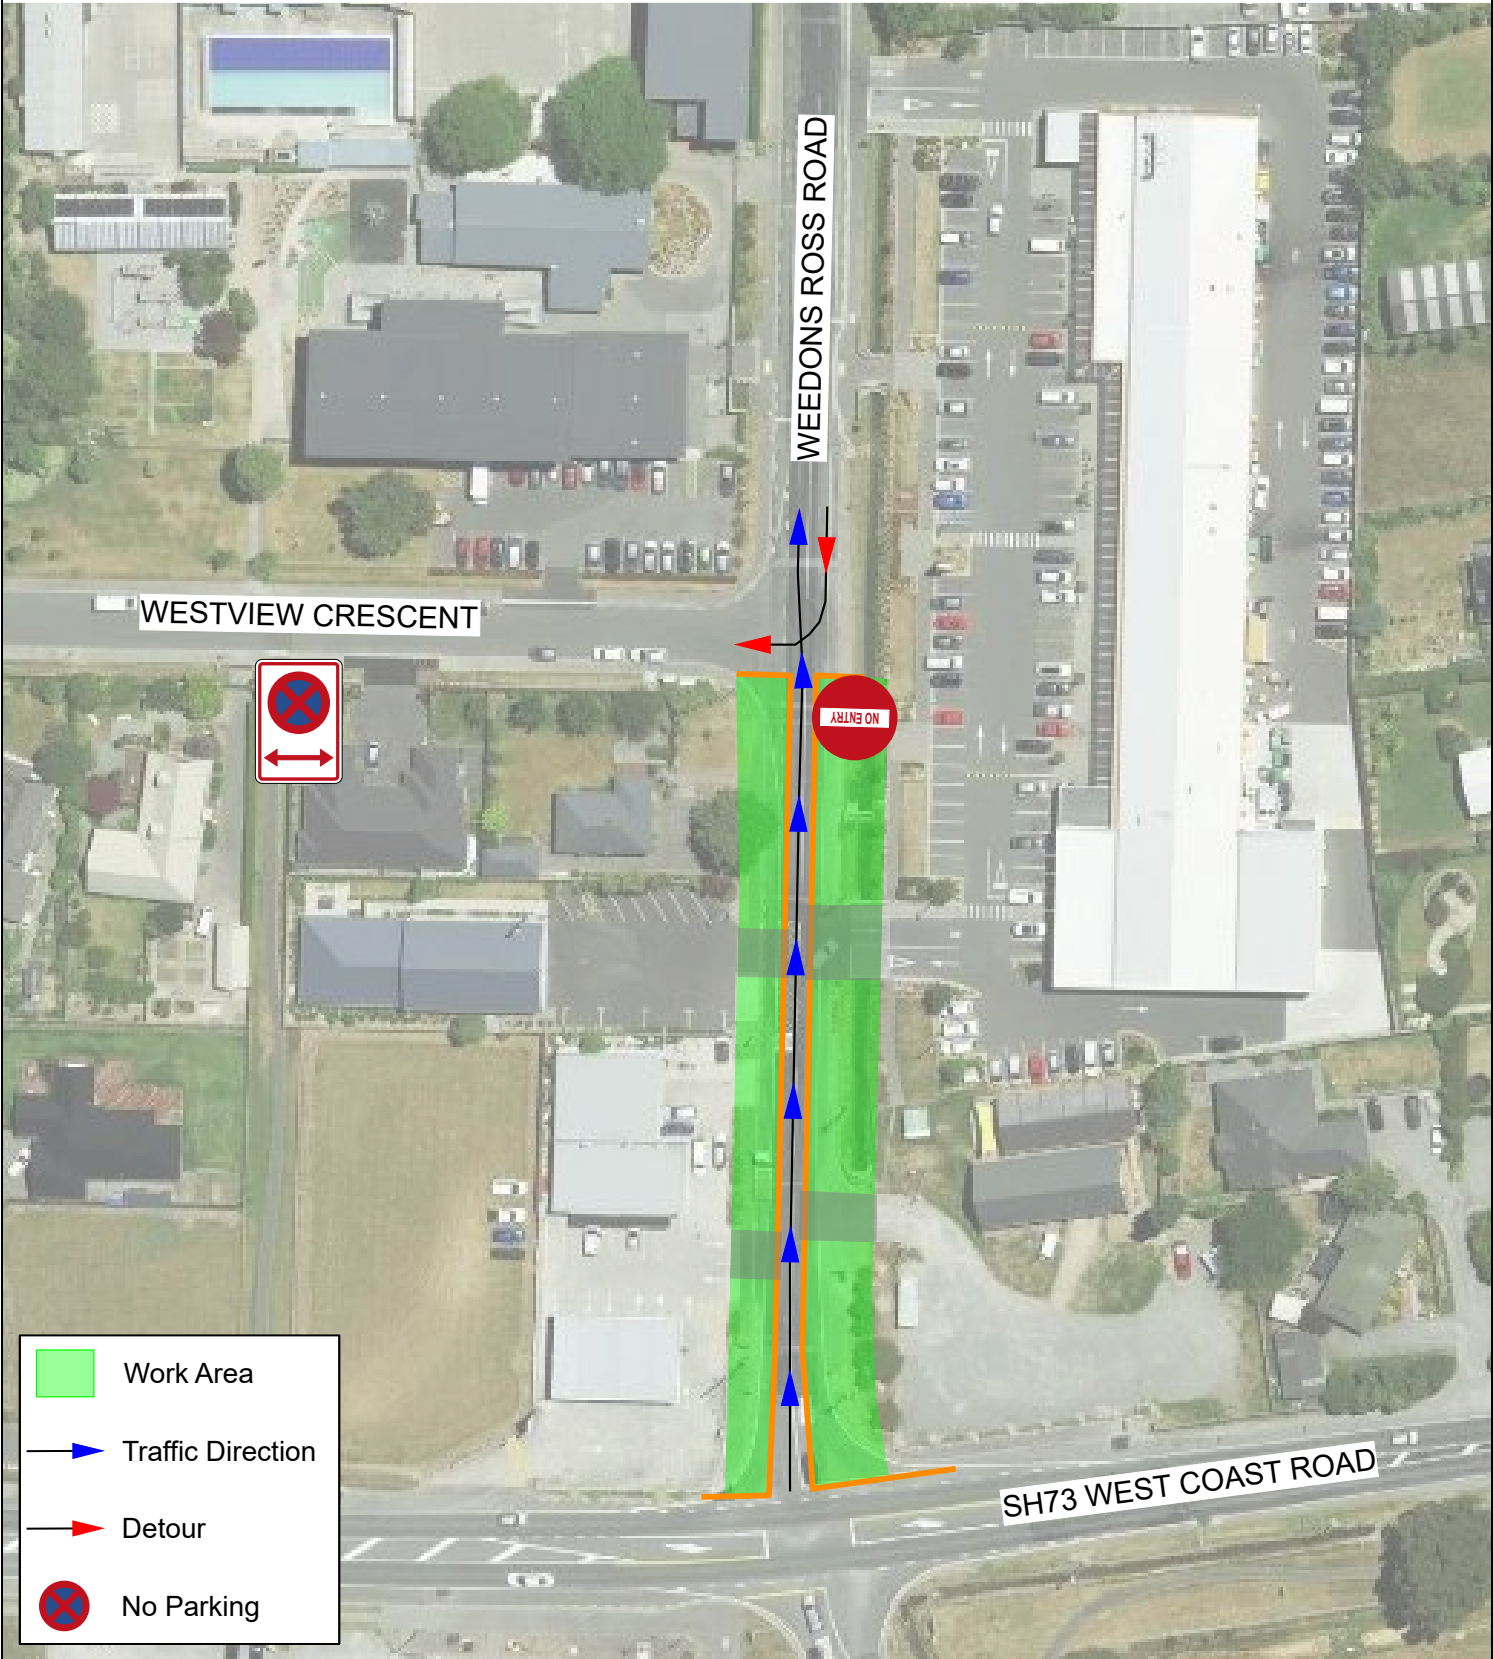 WEEDONS ROSS ROAD
WESTVIEW CRESCENT
NO ENTRY
SH73 WEST COAST ROAD
Work Area
Traffic Direction
Detour
No Parking